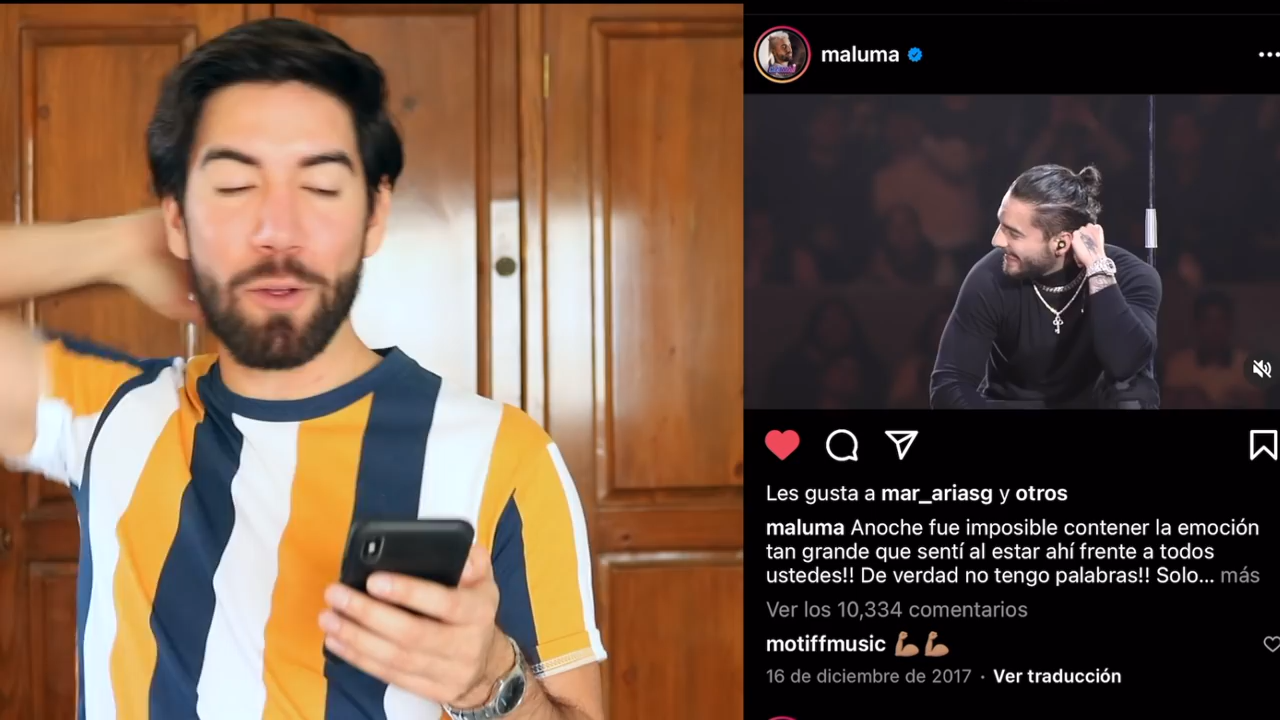 maluma
Les gusta a mar_ariasg y otros
maluma Anoche fue imposible contener la emoción
tan grande que sentí al estar ahí frente a todos
ustedes!! De verdad no tengo palabras!! Solo... más
Ver los 10,334 comentarios
motiffmusic 💪🏽💪🏽
16 de diciembre de 2017 · Ver traducción